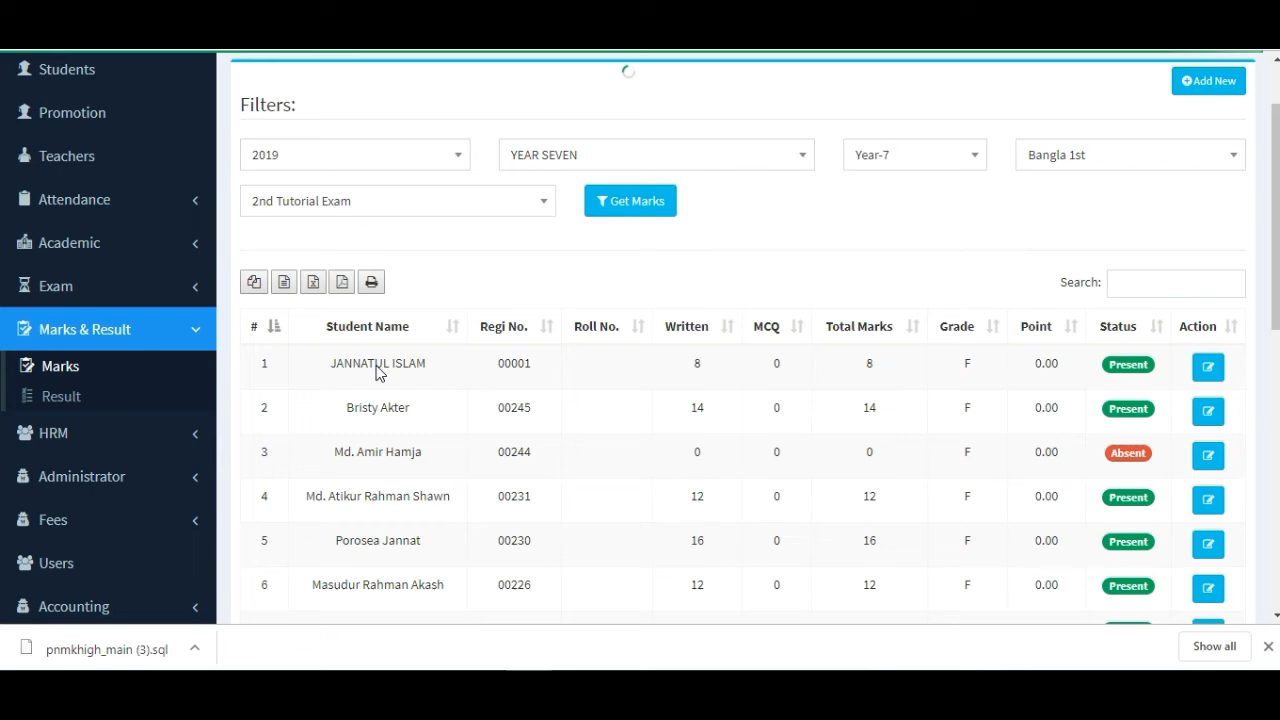 Students
Promotion
Teachers
Attendance
Academic
Exam
Marks & Result
Marks
Result
HRM
Administrator
Fees
Users
Accounting
Add New
Filters:
2019 YEAR SEVEN Year-7 Bangla 1st
2nd Tutorial Exam Get Marks
Search:
# Student Name Regi No. Roll No. Written MCQ Total Marks Grade Point Status Action
1 JANNATUL ISLAM 00001 8 0 8 F 0.00 Present
2 Bristy Akter 00245 14 0 14 F 0.00 Present
3 Md. Amir Hamja 00244 0 0 0 F 0.00 Absent
4 Md. Atikur Rahman Shawn 00231 12 0 12 F 0.00 Present
5 Porosea Jannat 00230 16 0 16 F 0.00 Present
6 Masudur Rahman Akash 00226 12 0 12 F 0.00 Present
pnmkhigh_main (3).sql Show all